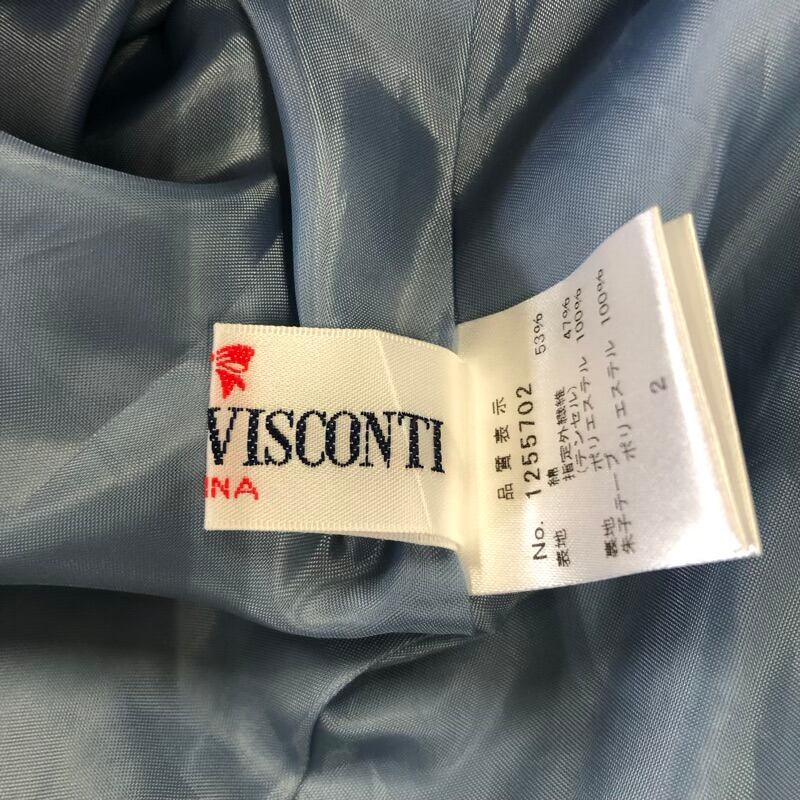 VISCONTI
INA
品質表示
No. 1255702
表地 綿 53%
指定外繊維 47%
(テンセル)
ポリエステル 100%
裏地 ポリエステル 100%
朱子テープ
2